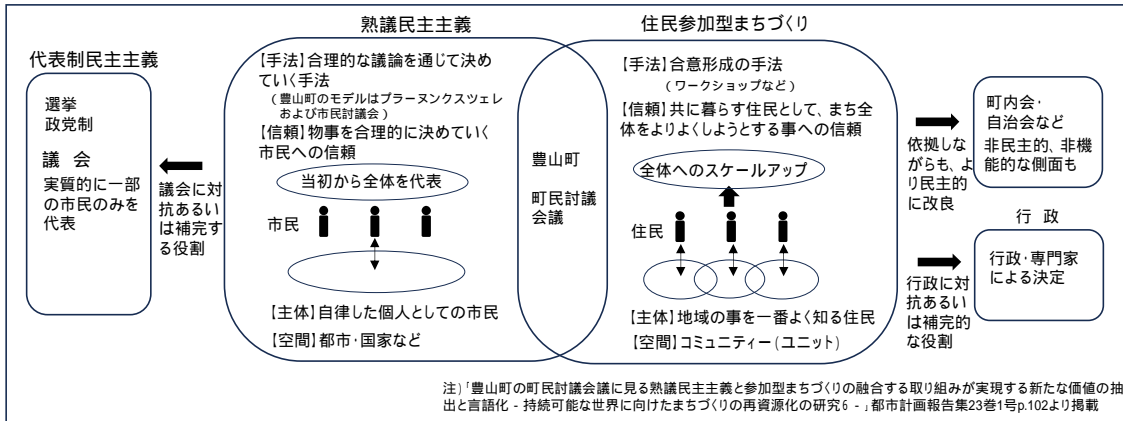 代表制民主主義
選挙
政党制
議 会
実質的に一部
の市民のみを
代表
議会に対
抗あるい
は補完す
る役割
熟議民主主義
【手法】合理的な議論を通じて決め
ていく手法
（豊山町のモデルはプラーヌンクスツェレ
および市民討議会）
【信頼】物事を合理的に決めていく
市民への信頼
当初から全体を代表
市民
【主体】自律した個人としての市民
【空間】都市・国家など
豊山町
町民討議
会議
住民参加型まちづくり
【手法】合意形成の手法
（ワークショップなど）
【信頼】共に暮らす住民として、まち全
体をよりよくしようとする事への信頼
全体へのスケールアップ
住民
【主体】地域の事を一番よく知る住民
【空間】コミュニティー（ユニット）
依拠しな
がらも、よ
り民主的
に改良
町内会・
自治会など
非民主的、非機
能的な側面も
行政に対
抗あるい
は補完的
な役割
行 政
行政・専門家
による決定
注）「豊山町の町民討議会議に見る熟議民主主義と参加型まちづくりの融合する取り組みが実現する新たな価値の抽
出と言語化 - 持続可能な世界に向けたまちづくりの再資源化の研究6 - 」都市計画報告集23巻1号p.102より掲載